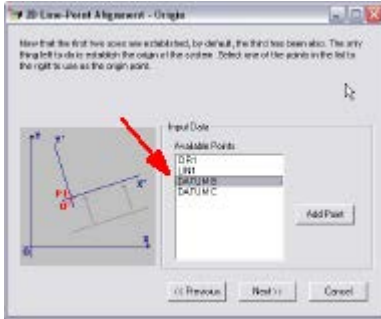 3D Line-Point Alignment - Origin
Now that the first two axes are established, by default, the third has been also. The only
thing left to do is establish the origin of the system. Select one of the points in the list to
the right to use as the origin point.
Input Data
Available Points
CIR1
LIN1
DATUM B
DATUM C
Add Point
Y
Y'
X'
X
<< Previous
Next >>
Cancel